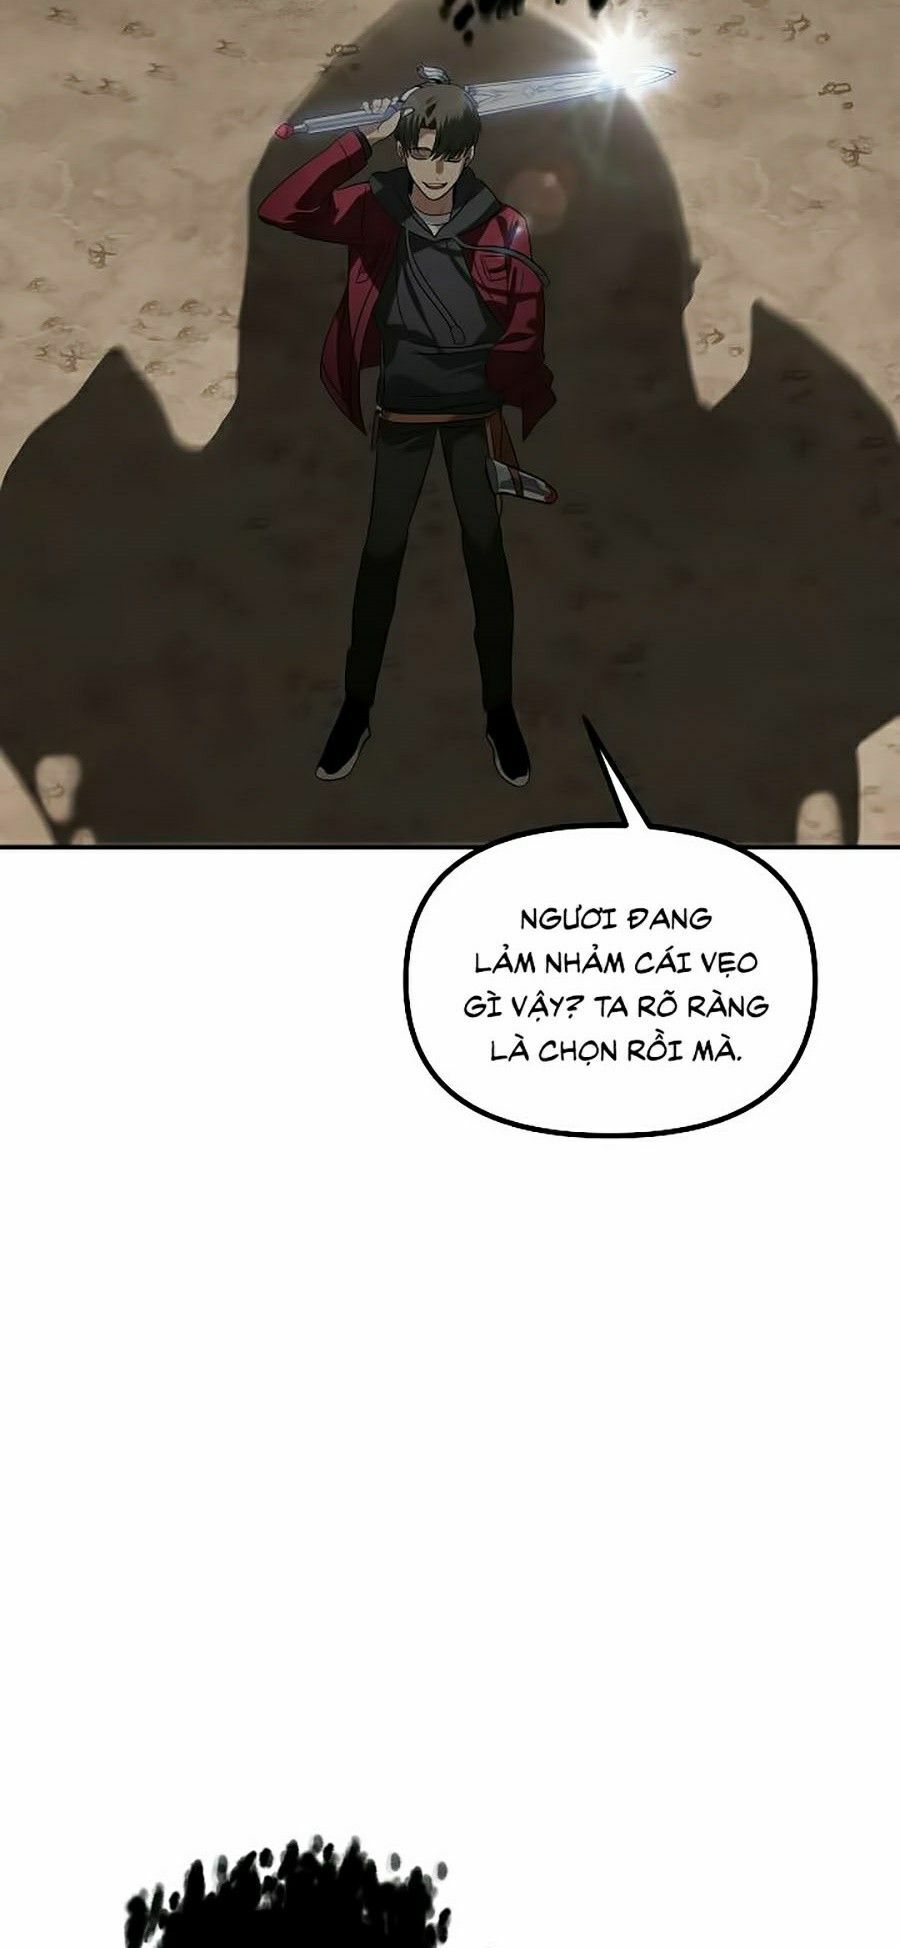 NGƯƠI ĐANG
LẢM NHẢM CÁI VẸO
GÌ VẬY? TA RÕ RÀNG
LÀ CHỌN RỒI MÀ.